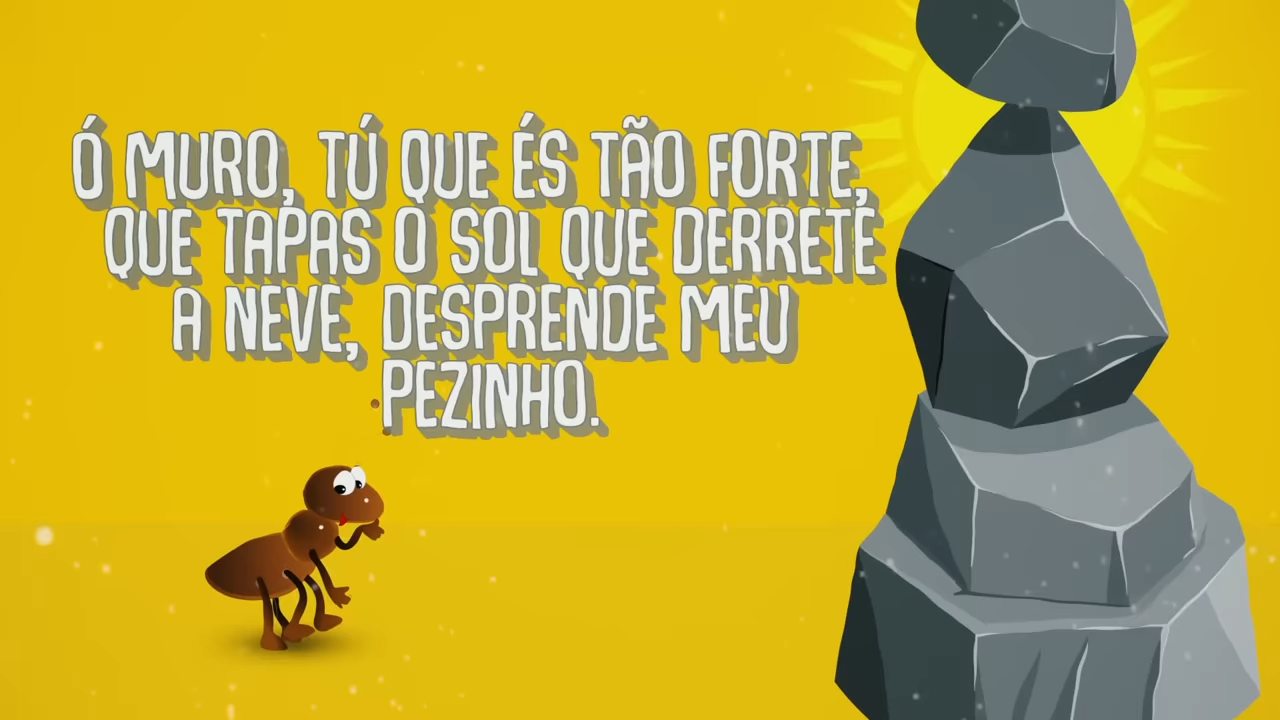 Ó MURO, TÚ QUE ÉS TÃO FORTE,
QUE TAPAS O SOL QUE DERRETE
A NEVE, DESPRENDE MEU
PEZINHO.